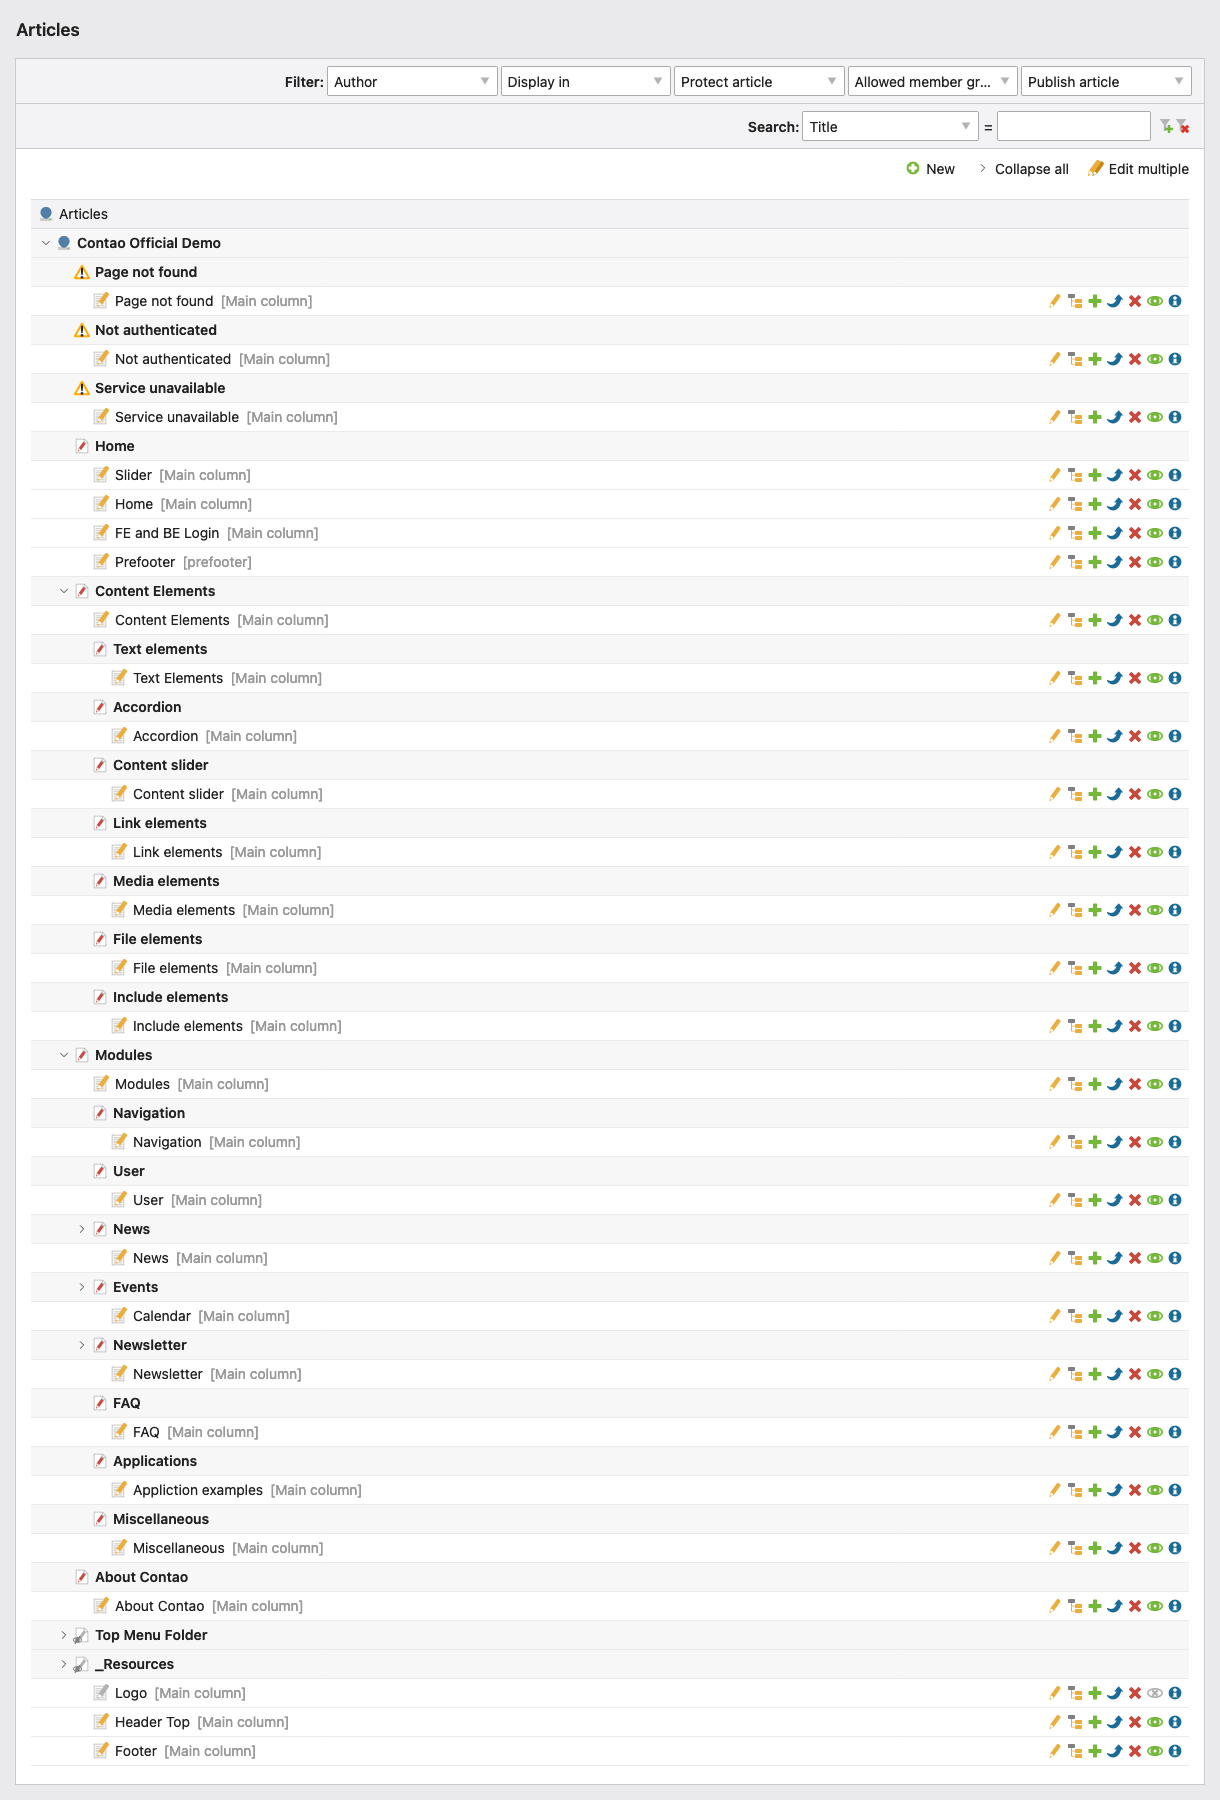 Articles
Filter: Author Display in Protect article Allowed member gr... Publish article
Search: Title =
New Collapse all Edit multiple
Articles
Contao Official Demo
Page not found
Page not found [Main column]
Not authenticated
Not authenticated [Main column]
Service unavailable
Service unavailable [Main column]
Home
Slider [Main column]
Home [Main column]
FE and BE Login [Main column]
Prefooter [prefooter]
Content Elements
Content Elements [Main column]
Text elements
Text Elements [Main column]
Accordion
Accordion [Main column]
Content slider
Content slider [Main column]
Link elements
Link elements [Main column]
Media elements
Media elements [Main column]
File elements
File elements [Main column]
Include elements
Include elements [Main column]
Modules
Modules [Main column]
Navigation
Navigation [Main column]
User
User [Main column]
News
News [Main column]
Events
Calendar [Main column]
Newsletter
Newsletter [Main column]
FAQ
FAQ [Main column]
Applications
Appliction examples [Main column]
Miscellaneous
Miscellaneous [Main column]
About Contao
About Contao [Main column]
Top Menu Folder
_Resources
Logo [Main column]
Header Top [Main column]
Footer [Main column]